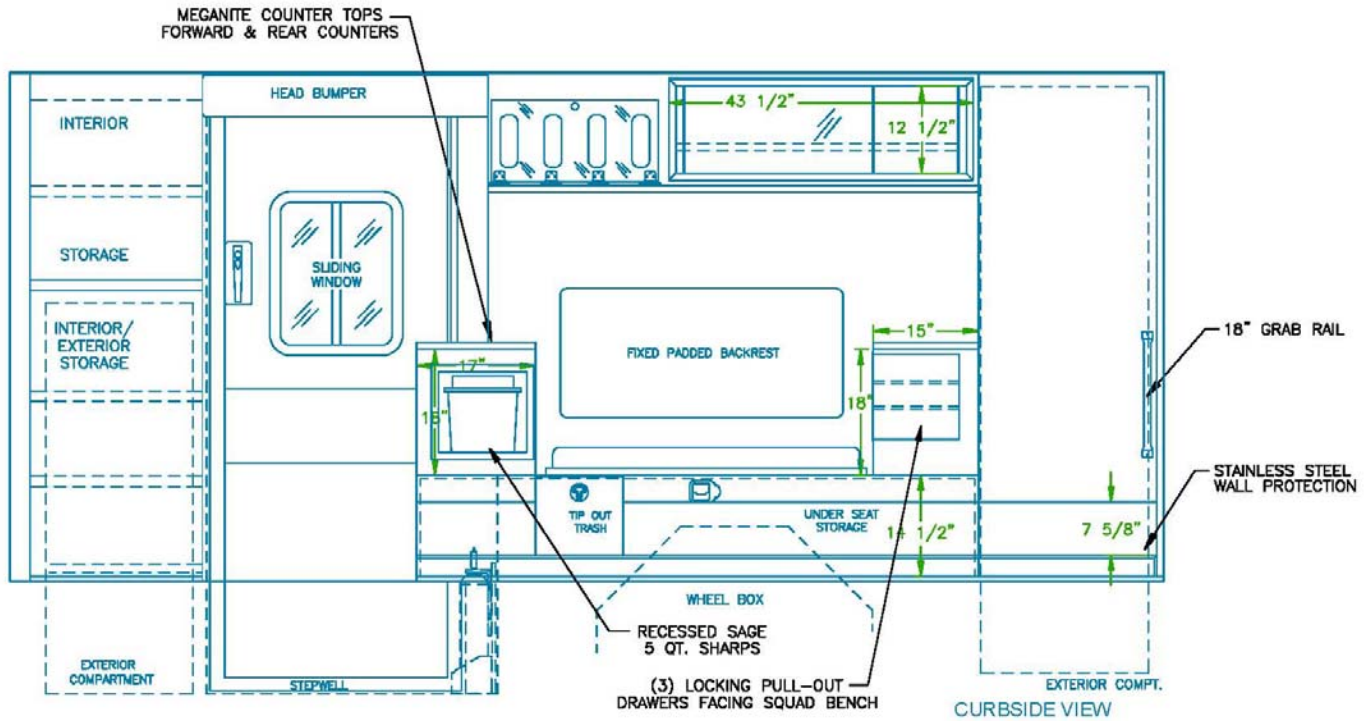 MEGANITE COUNTER TOPS
FORWARD & REAR COUNTERS
HEAD BUMPER
43 1/2"
12 1/2"
INTERIOR
STORAGE
SLIDING
WINDOW
INTERIOR/
EXTERIOR
STORAGE
FIXED PADDED BACKREST
15"
18" GRAB RAIL
17"
18"
18"
STAINLESS STEEL
WALL PROTECTION
TIP OUT
TRASH
UNDER SEAT
STORAGE
14 1/2"
7 5/8"
WHEEL BOX
RECESSED SAGE
5 QT. SHARPS
EXTERIOR
COMPARTMENT
STEPWELL
(3) LOCKING PULL-OUT
DRAWERS FACING SQUAD BENCH
EXTERIOR COMPT.
CURBSIDE VIEW